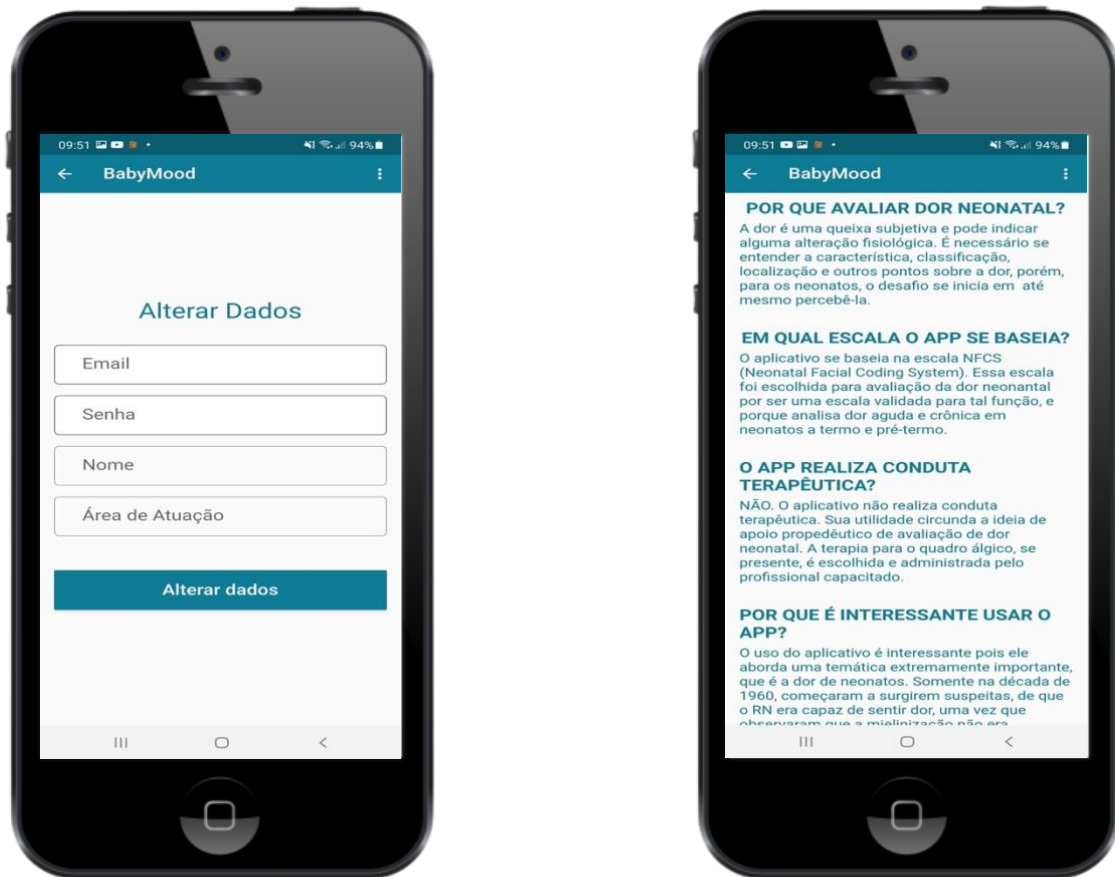 09:51
94%
BabyMood
Alterar Dados
Email
Senha
Nome
Área de Atuação
Alterar dados
09:51
94%
BabyMood
POR QUE AVALIAR DOR NEONATAL?
A dor é uma queixa subjetiva e pode indicar
alguma alteração fisiológica. É necessário se
entender a característica, classificação,
localização e outros pontos sobre a dor, porém,
para os neonatos, o desafio se inicia em até
mesmo percebê-la.
EM QUAL ESCALA O APP SE BASEIA?
O aplicativo se baseia na escala NFCS
(Neonatal Facial Coding System). Essa escala
foi escolhida para avaliação da dor neonantal
por ser uma escala validada para tal função, e
porque analisa dor aguda e crônica em
neonatos a termo e pré-termo.
O APP REALIZA CONDUTA
TERAPÊUTICA?
NÃO. O aplicativo não realiza conduta
terapêutica. Sua utilidade circunda a ideia de
apoio propedêutico de avaliação de dor
neonatal. A terapia para o quadro álgico, se
presente, é escolhida e administrada pelo
profissional capacitado.
POR QUE É INTERESSANTE USAR O
APP?
O uso do aplicativo é interessante pois ele
aborda uma temática extremamente importante,
que é a dor de neonatos. Somente na década de
1960, começaram a surgirem suspeitas, de que
o RN era capaz de sentir dor, uma vez que
observaram que a mielinização não era